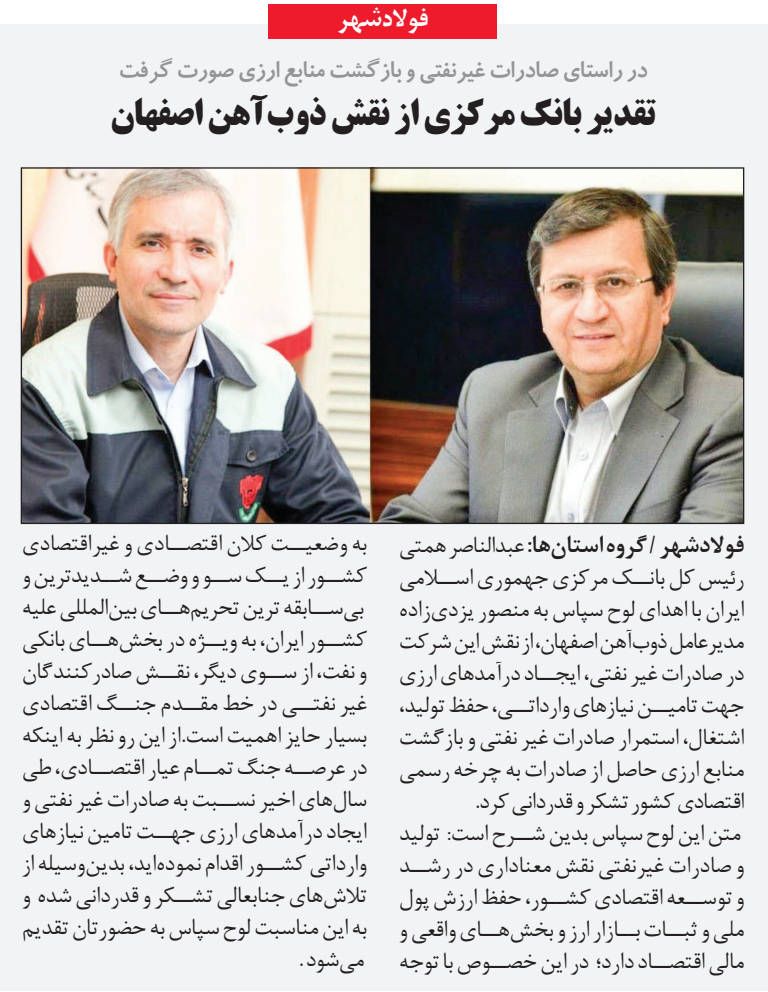 فولادشهر
در راستای صادرات غیرنفتی و بازگشت منابع ارزی صورت گرفت
تقدیر بانک مرکزی از نقش ذوب‌آهن اصفهان
فولادشهر / گروه استان‌ها: عبدالناصر همتی
رئیس کل بانک مرکزی جمهوری اسلامی
ایران با اهدای لوح سپاس به منصور یزدی‌زاده
مدیرعامل ذوب‌آهن اصفهان، از نقش این شرکت
در صادرات غیر نفتی، ایجاد درآمدهای ارزی
جهت تامین نیازهای وارداتی، حفظ تولید،
اشتغال، استمرار صادرات غیر نفتی و بازگشت
منابع ارزی حاصل از صادرات به چرخه رسمی
اقتصادی کشور تشکر و قدردانی کرد.
متن این لوح سپاس بدین شرح است: تولید
و صادرات غیرنفتی نقش معناداری در رشد
و توسعه اقتصادی کشور، حفظ ارزش پول
ملی و ثبات بازار ارز و بخش‌های واقعی و
مالی اقتصاد دارد؛ در این خصوص با توجه
به وضعیت کلان اقتصادی و غیراقتصادی
کشور از یک سو و وضع شدیدترین و
بی‌سابقه ترین تحریم‌های بین‌المللی علیه
کشور ایران، به ویژه در بخش‌های بانکی
و نفت، از سوی دیگر، نقش صادرکنندگان
غیر نفتی در خط مقدم جنگ اقتصادی
بسیار حایز اهمیت است.از این رو نظر به اینکه
در عرصه جنگ تمام عیار اقتصادی، طی
سال‌های اخیر نسبت به صادرات غیر نفتی و
ایجاد درآمدهای ارزی جهت تامین نیازهای
وارداتی کشور اقدام نموده‌اید، بدین‌وسیله از
تلاش‌های جنابعالی تشکر و قدردانی شده و
به این مناسبت لوح سپاس به حضورتان تقدیم
می‌شود.